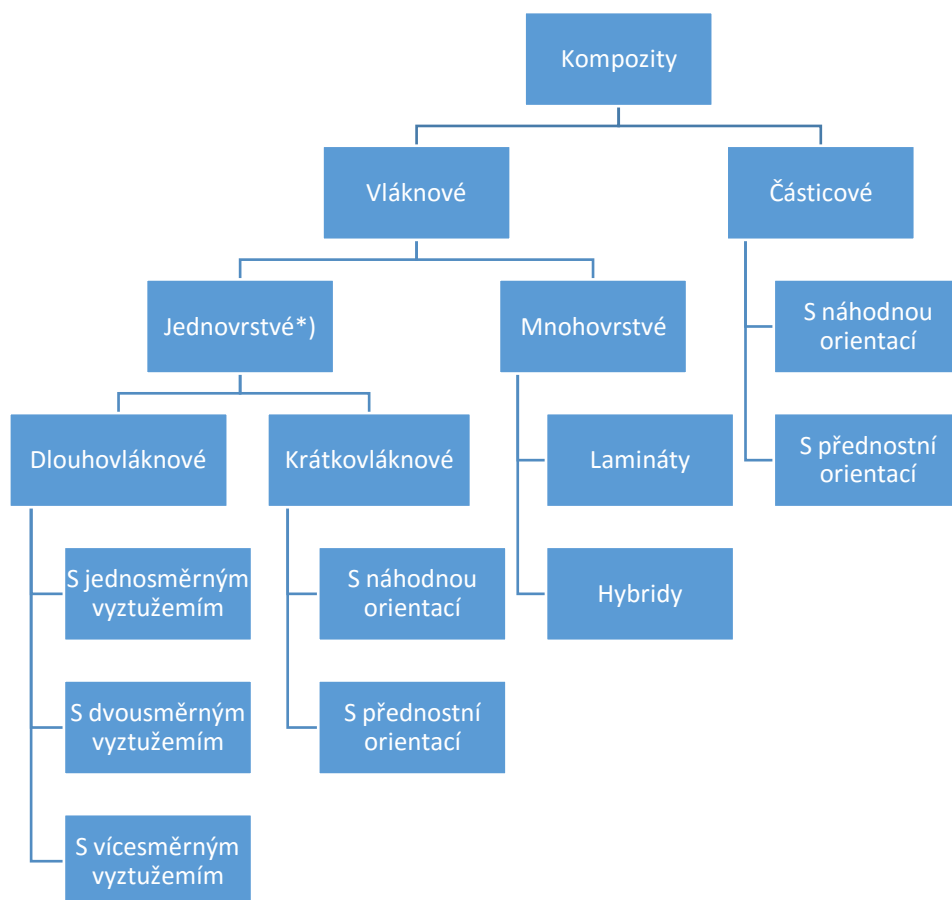 Kompozity
Vláknové
Částicové
Jednovrstvé*)
Mnohovrstvé
S náhodnou
orientací
Dlouhovláknové
Krátkovláknové
Lamináty
S přednostní
orientací
S jednosměrným
vyztužemím
S náhodnou
orientací
Hybridy
S dvousměrným
vyztužemím
S přednostní
orientací
S vícesměrným
vyztužemím